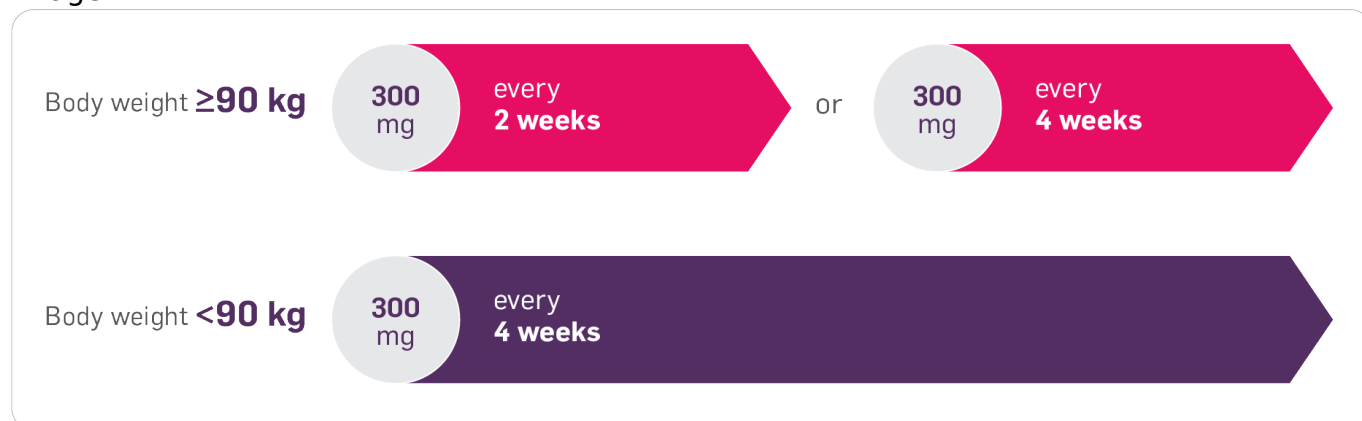 Body weight ≥90 kg
300
mg
every
2 weeks
or
300
mg
every
4 weeks
Body weight <90 kg
300
mg
every
4 weeks